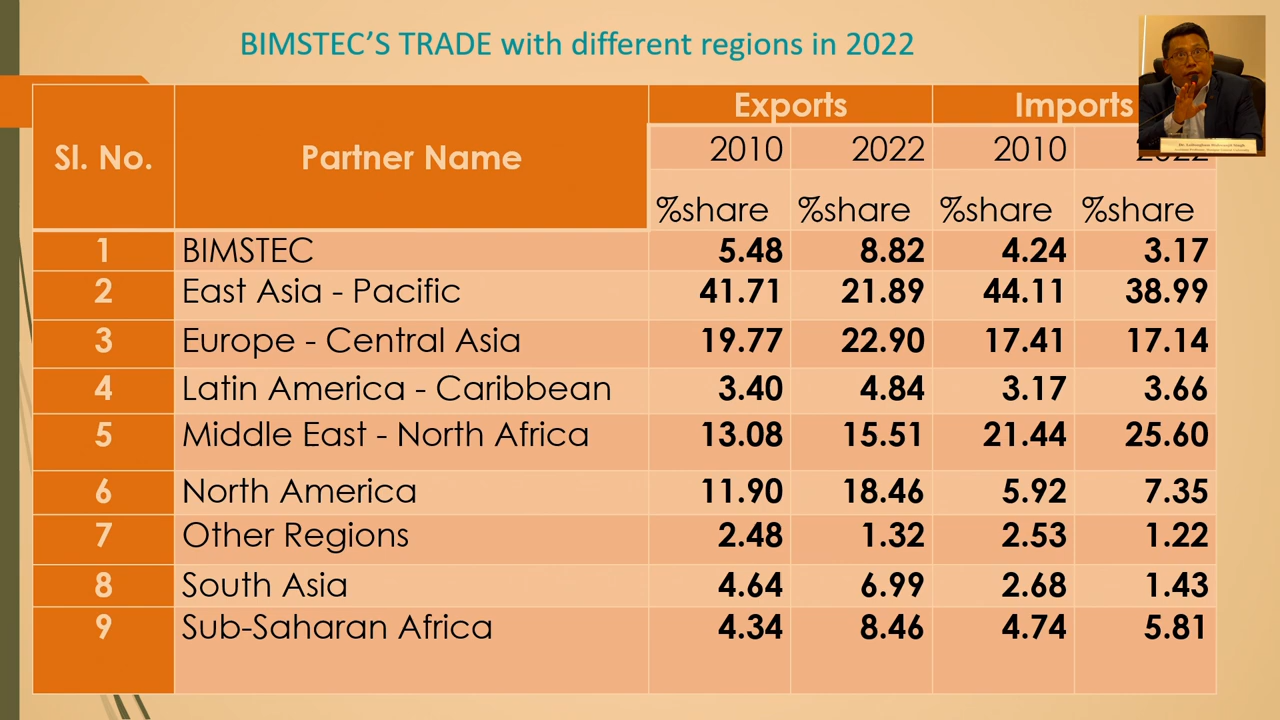 BIMSTEC'S TRADE with different regions in 2022
Sl. No. Partner Name Exports Imports
2010 2022 2010 2022
%share %share %share %share
1 BIMSTEC 5.48 8.82 4.24 3.17
2 East Asia - Pacific 41.71 21.89 44.11 38.99
3 Europe - Central Asia 19.77 22.90 17.41 17.14
4 Latin America - Caribbean 3.40 4.84 3.17 3.66
5 Middle East - North Africa 13.08 15.51 21.44 25.60
6 North America 11.90 18.46 5.92 7.35
7 Other Regions 2.48 1.32 2.53 1.22
8 South Asia 4.64 6.99 2.68 1.43
9 Sub-Saharan Africa 4.34 8.46 4.74 5.81